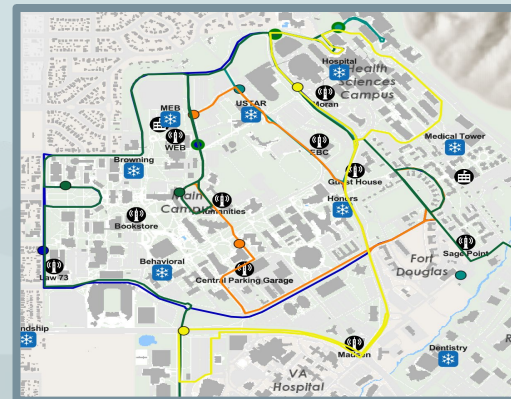 Hospital
Health
Sciences
Campus
Moran
MEB
USTAR
WEB
EBC
Medical Tower
Browning
Guest House
Main
Campus
Humanities
Honors
Bookstore
Sage Point
Behavioral
Fort
Douglas
Law 73
Central Parking Garage
ndship
Madsen
Dentistry
VA
Hospital
R